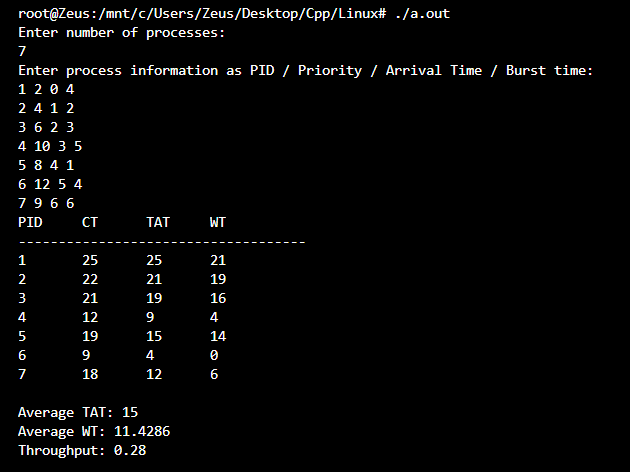 root@Zeus:/mnt/c/Users/Zeus/Desktop/Cpp/Linux# ./a.out
Enter number of processes:
7
Enter process information as PID / Priority / Arrival Time / Burst time:
1 2 0 4
2 4 1 2
3 6 2 3
4 10 3 5
5 8 4 1
6 12 5 4
7 9 6 6
PID CT TAT WT
------------------------------------
1 25 25 21
2 22 21 19
3 21 19 16
4 12 9 4
5 19 15 14
6 9 4 0
7 18 12 6
Average TAT: 15
Average WT: 11.4286
Throughput: 0.28